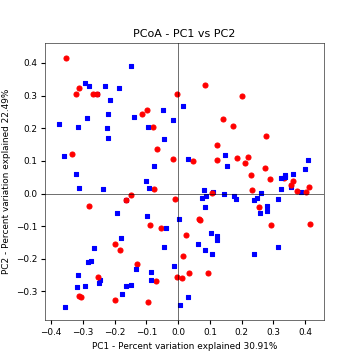 PCoA - PC1 vs PC2
PC2 - Percent variation explained 22.49%
0.4
0.3
0.2
0.1
0.0
−0.1
−0.2
−0.3
−0.4 −0.3 −0.2 −0.1 0.0 0.1 0.2 0.3 0.4
PC1 - Percent variation explained 30.91%